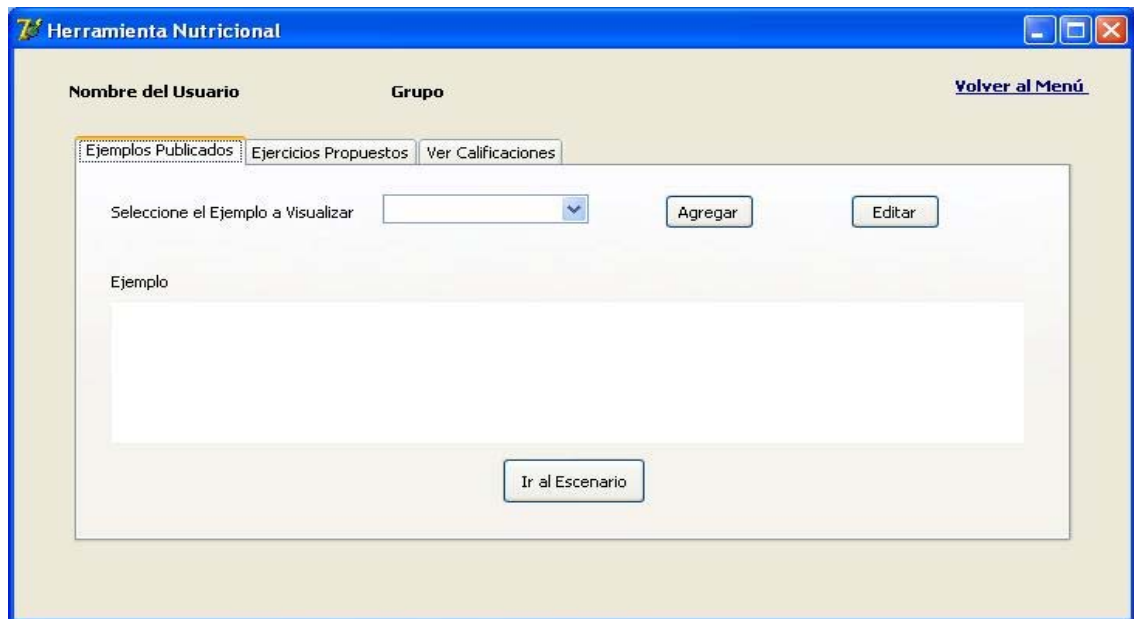 Herramienta Nutricional
Nombre del Usuario Grupo Volver al Menú
Ejemplos Publicados Ejercicios Propuestos Ver Calificaciones
Seleccione el Ejemplo a Visualizar Agregar Editar
Ejemplo
Ir al Escenario